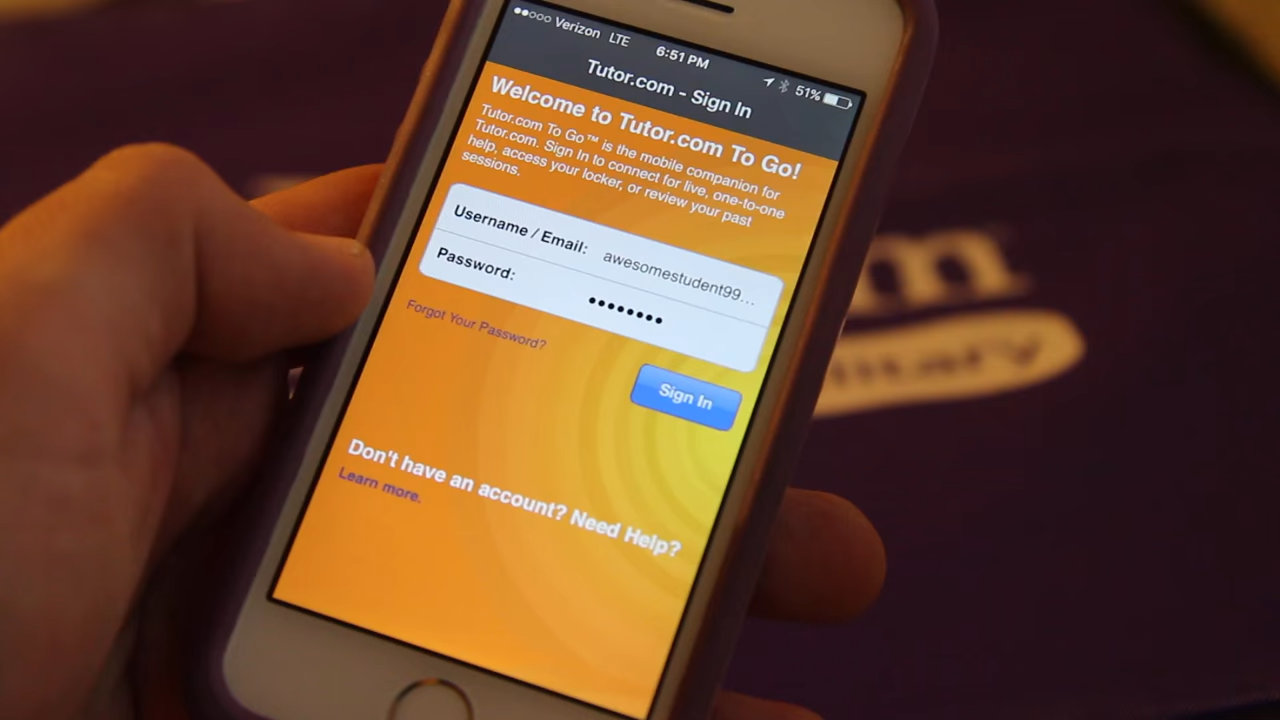 Verizon LTE 6:51 PM 51%
Tutor.com - Sign In
Welcome to Tutor.com To Go!
Tutor.com To Go™ is the mobile companion for
Tutor.com. Sign In to connect for live, one-to-one
help, access your locker, or review your past
sessions.
Username / Email: awesomestudent99...
Password: ••••••••
Forgot Your Password?
Sign In
Don't have an account? Need Help?
Learn more.